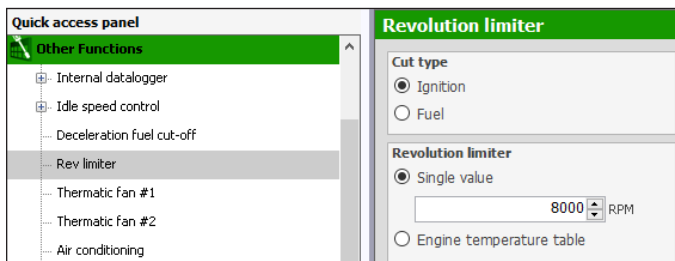 Quick access panel
Other Functions
Internal datalogger
Idle speed control
Deceleration fuel cut-off
Rev limiter
Thermatic fan #1
Thermatic fan #2
Air conditioning
Revolution limiter
Cut type
Ignition
Fuel
Revolution limiter
Single value
8000 RPM
Engine temperature table